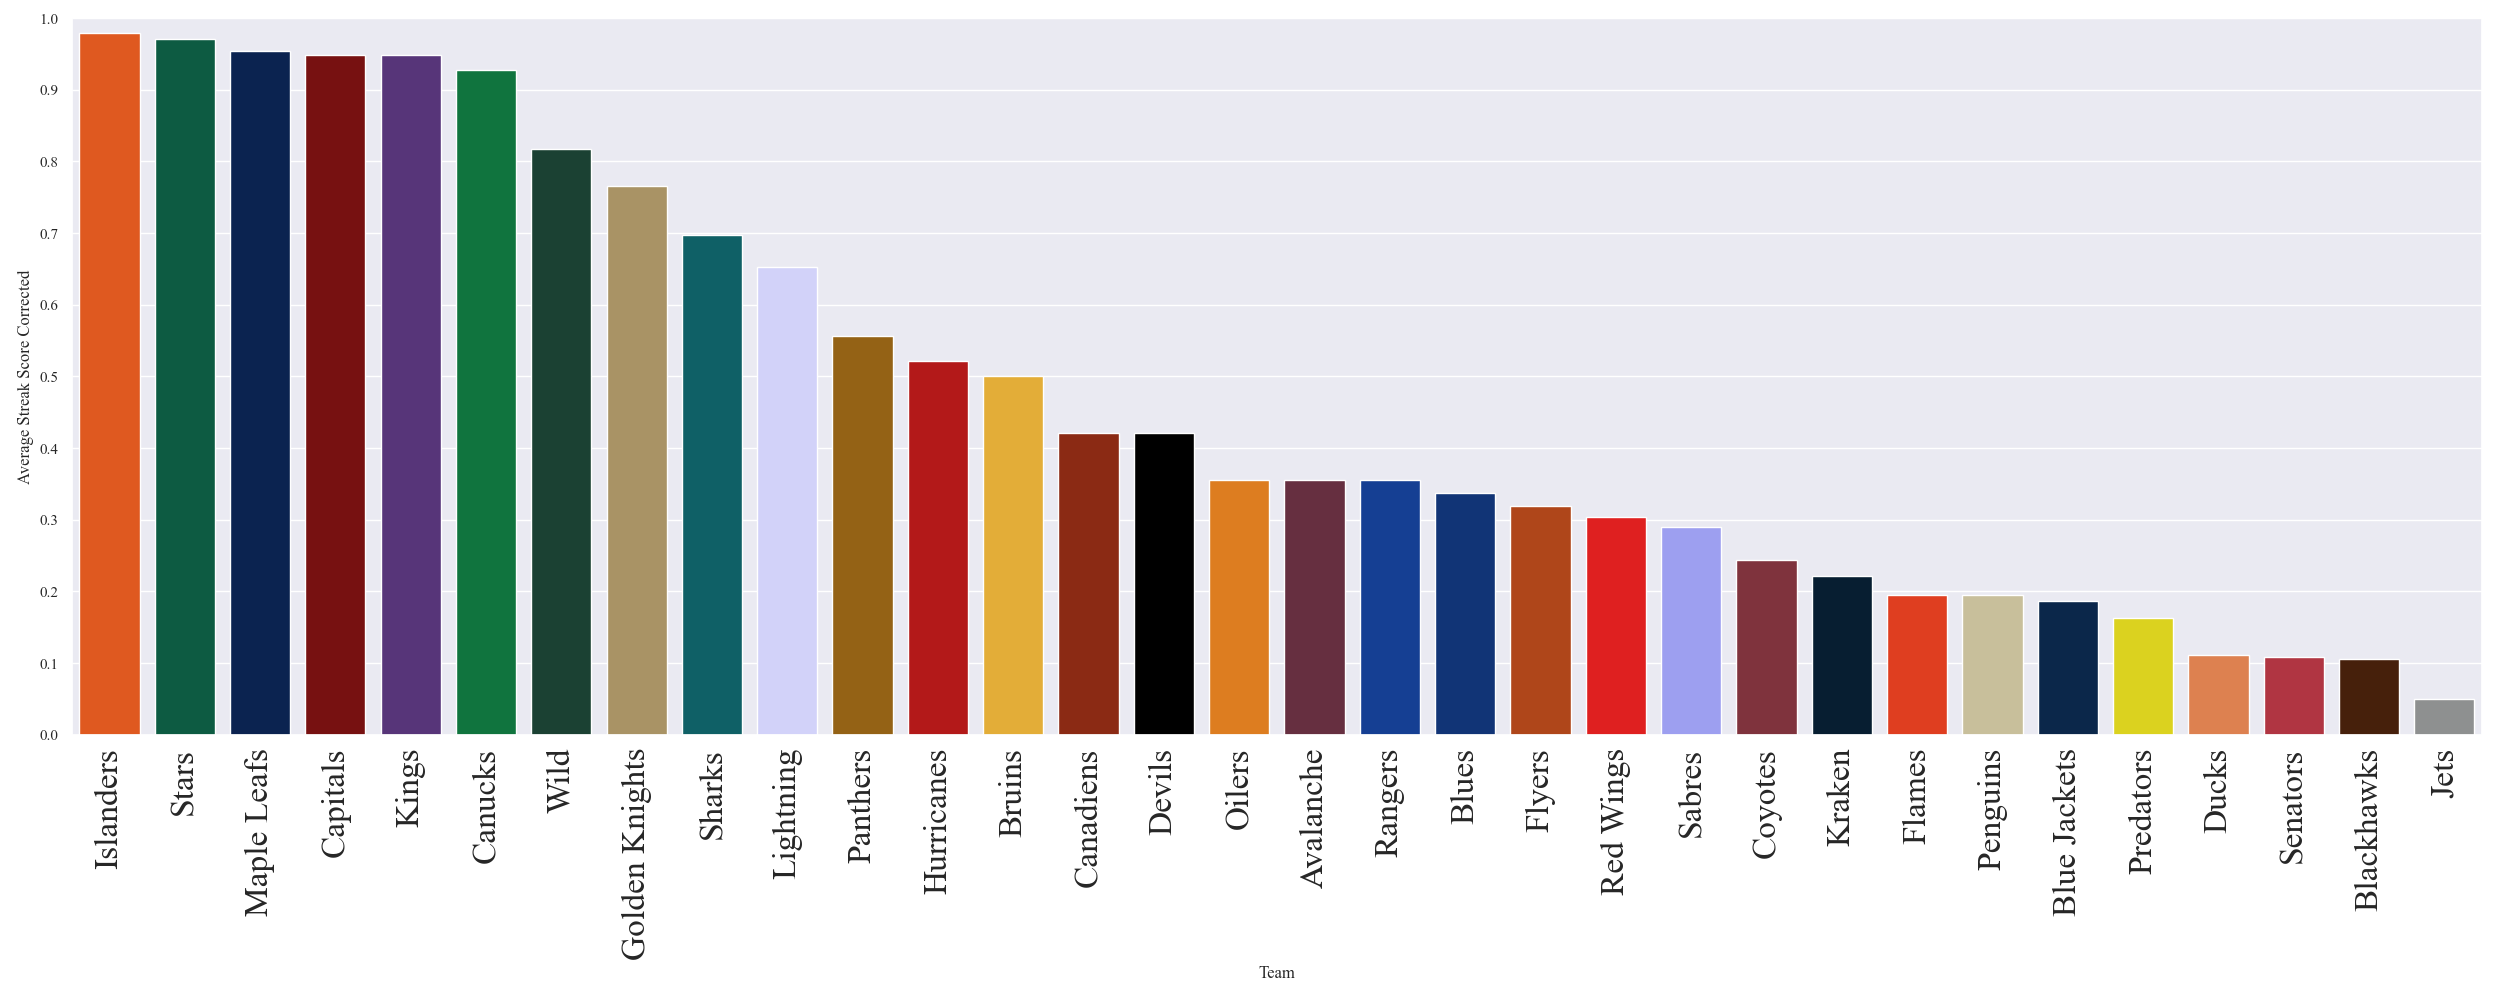 1.0
0.9
0.8
0.7
0.6
0.5
0.4
0.3
0.2
0.1
0.0
Average Streak Score Corrected
Islanders
Stars
Maple Leafs
Capitals
Kings
Canucks
Wild
Golden Knights
Sharks
Lightning
Panthers
Hurricanes
Bruins
Canadiens
Devils
Oilers
Avalanche
Rangers
Blues
Flyers
Red Wings
Sabres
Coyotes
Kraken
Flames
Penguins
Blue Jackets
Predators
Ducks
Senators
Blackhawks
Jets
Team